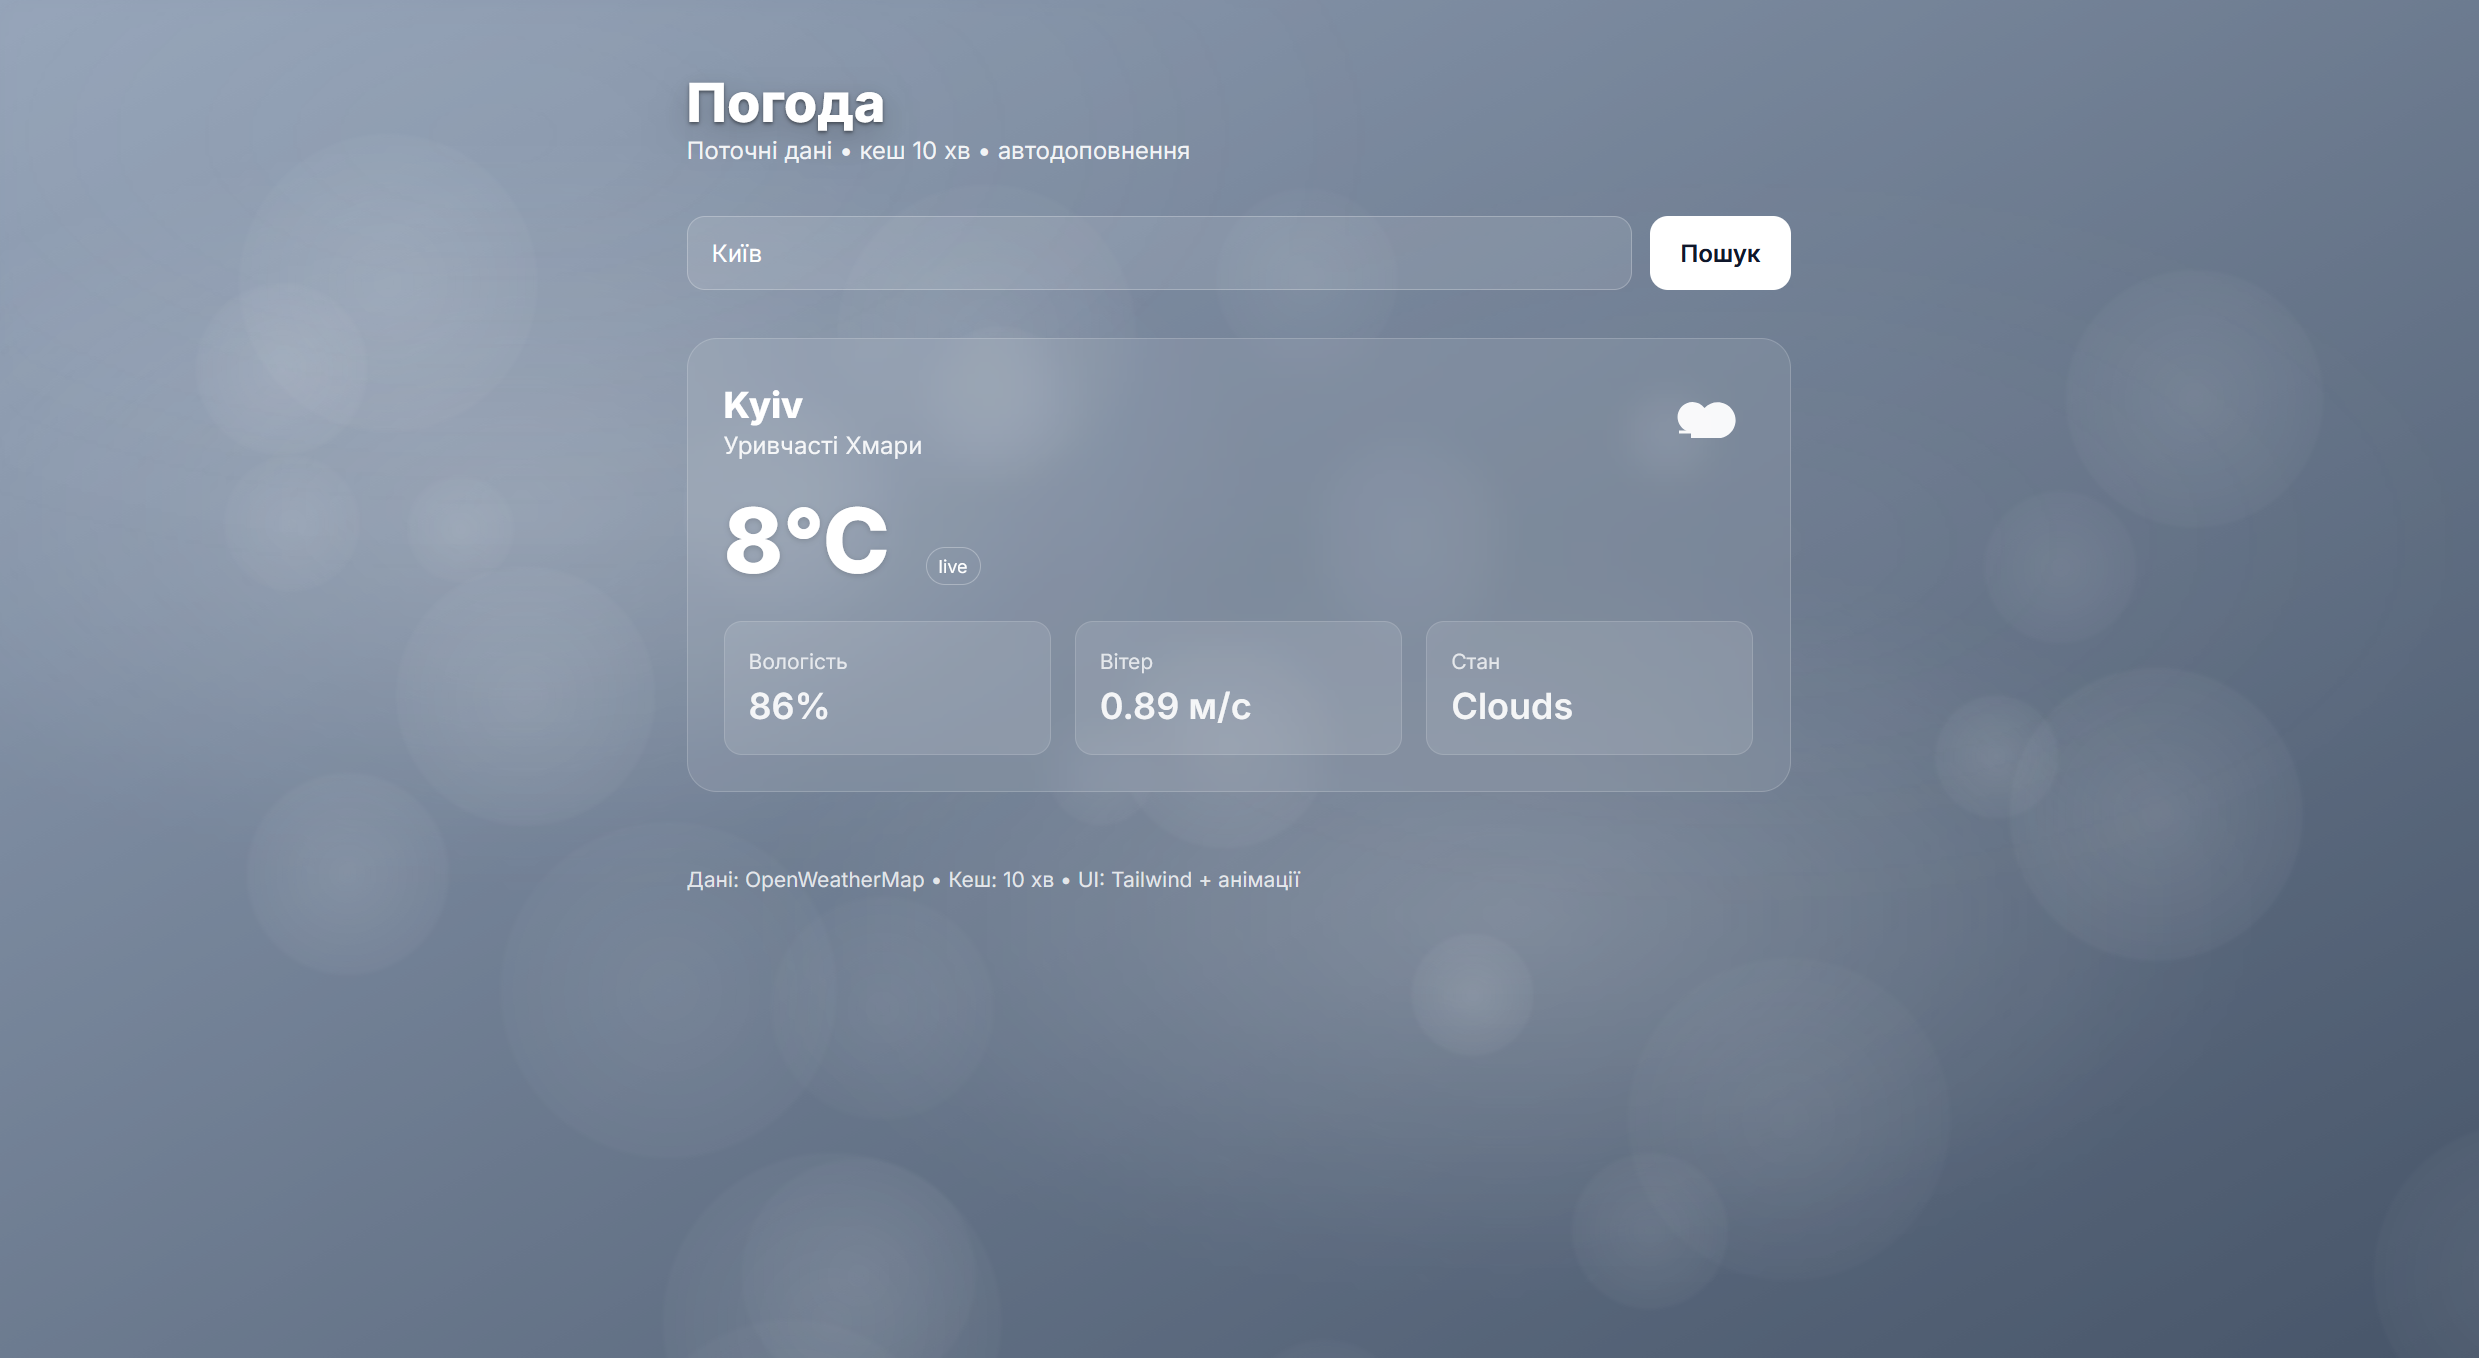 Погода
Поточні дані • кеш 10 хв • автодоповнення
Київ
Пошук
Kyiv
Уривчасті Хмари
8°C
live
Вологість
86%
Вітер
0.89 м/с
Стан
Clouds
Дані: OpenWeatherMap • Кеш: 10 хв • UI: Tailwind + анімації